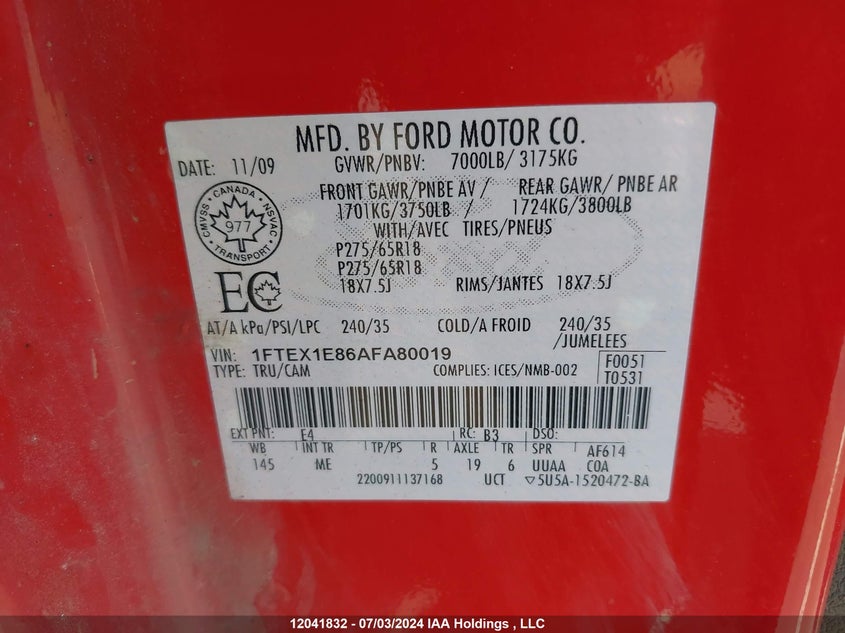 MFD. BY FORD MOTOR CO.
DATE: 11/09 GVWR/PNBV: 7000LB/ 3175KG
FRONT GAWR/PNBE AV / REAR GAWR/ PNBE AR
1701KG/3750LB 1724KG/3800LB
WITH/AVEC TIRES/PNEUS
CANADA
CMVSS NSVAC
977
TRANSPORT
P275/65R18
P275/65R18
18X7.5J RIMS/JANTES 18X7.5J
EC
AT/A kPa/PSI/LPC 240/35 COLD/A FROID 240/35
/JUMELEES
VIN: 1FTEX1E86AFA80019 F0051
TYPE: TRU/CAM COMPLIES: ICES/NMB-002 T0531
EXT PNT: E4 RC: B3 DSO:
WB INT TR TP/PS R AXLE TR SPR AF614
145 ME 5 19 6 UUAA COA
2200911137168 UCT ▽5U5A-1520472-BA
12041832 - 07/03/2024 IAA Holdings , LLC